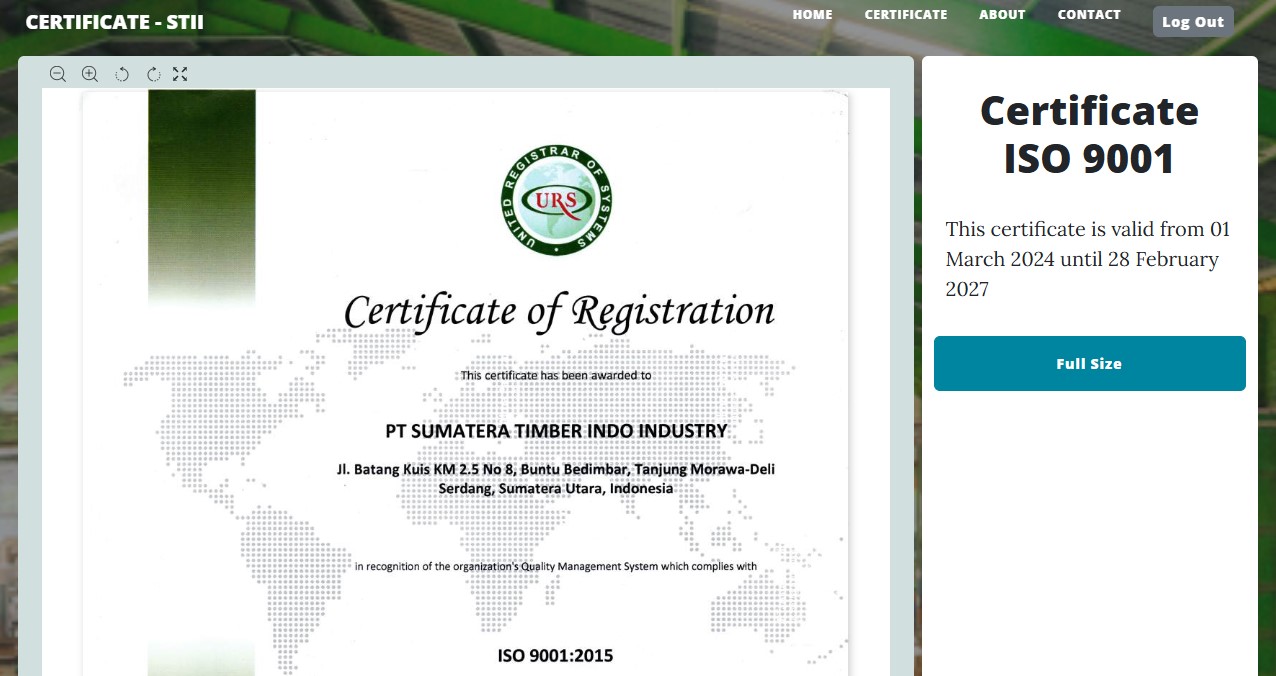 CERTIFICATE - STII
HOME
CERTIFICATE
ABOUT
CONTACT
Log Out
UNITED REGISTRAR OF SYSTEMS
URS
Certificate of Registration
This certificate has been awarded to
PT SUMATERA TIMBER INDO INDUSTRY
Jl. Batang Kuis KM 2.5 No 8, Buntu Bedimbar, Tanjung Morawa-Deli
Serdang, Sumatera Utara, Indonesia
in recognition of the organization's Quality Management System which complies with
ISO 9001:2015
Certificate
ISO 9001
This certificate is valid from 01
March 2024 until 28 February
2027
Full Size